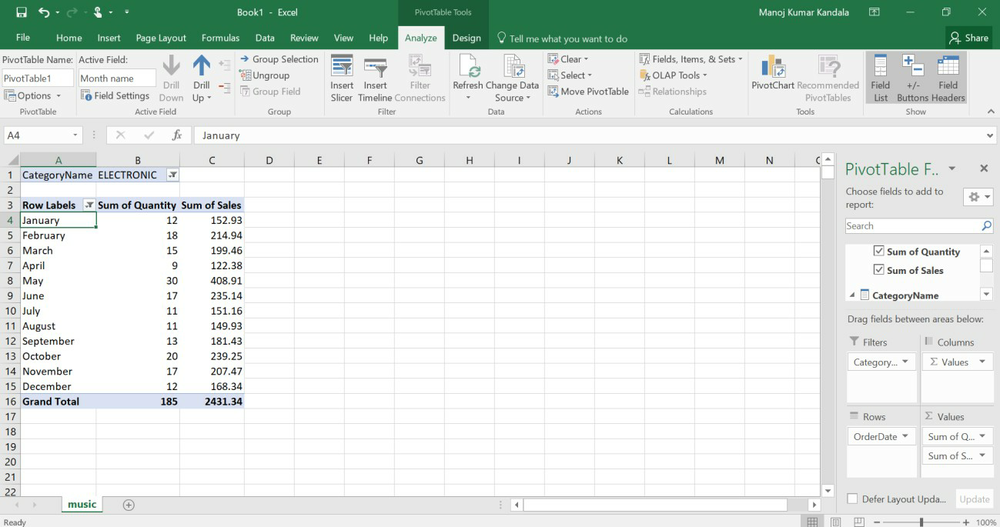 Book1 - Excel
PivotTable Tools
Manoj Kumar Kandala
File Home Insert Page Layout Formulas Data Review View Help Analyze Design Tell me what you want to do Share
PivotTable Name:
PivotTable1
Options
PivotTable
Active Field:
Month name
Field Settings
Drill Down
Drill Up
Active Field
Group Selection
Ungroup
Group Field
Group
Insert Slicer
Insert Timeline
Filter Connections
Filter
Refresh
Change Data Source
Data
Clear
Select
Move PivotTable
Actions
Fields, Items, & Sets
OLAP Tools
Relationships
Calculations
PivotChart
Recommended PivotTables
Tools
Field List
+/- Buttons
Field Headers
Show
A4 fx January
A B C D E F G H I J K L M N
1 CategoryName ELECTRONIC
2
3 Row Labels Sum of Quantity Sum of Sales
4 January 12 152.93
5 February 18 214.94
6 March 15 199.46
7 April 9 122.38
8 May 30 408.91
9 June 17 235.14
10 July 11 151.16
11 August 11 149.93
12 September 13 181.43
13 October 20 239.25
14 November 17 207.47
15 December 12 168.34
16 Grand Total 185 2431.34
17
18
19
20
21
22
music
Ready
100%
PivotTable F..
Choose fields to add to
report:
Search
Sum of Quantity
Sum of Sales
CategoryName
Drag fields between areas below:
Filters
Category...
Columns
Σ Values
Rows
OrderDate
Σ Values
Sum of Q...
Sum of S...
Defer Layout Upda... Update